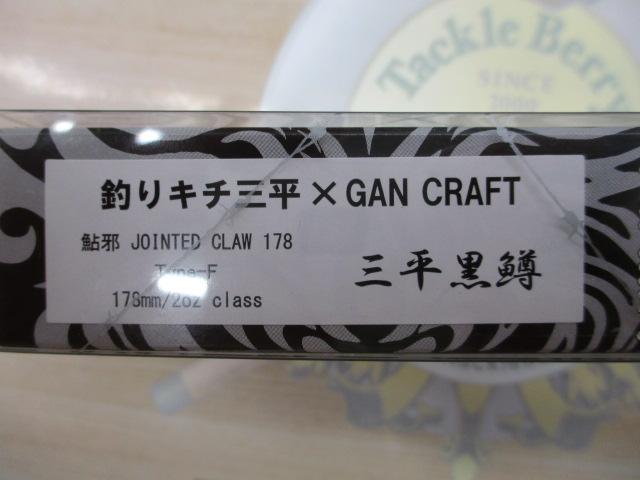 Tackle Berry
SINCE
2000
釣りキチ三平×GAN CRAFT
鮎邪 JOINTED CLAW 178
Type-F
178mm/2oz class
三平黒鱒